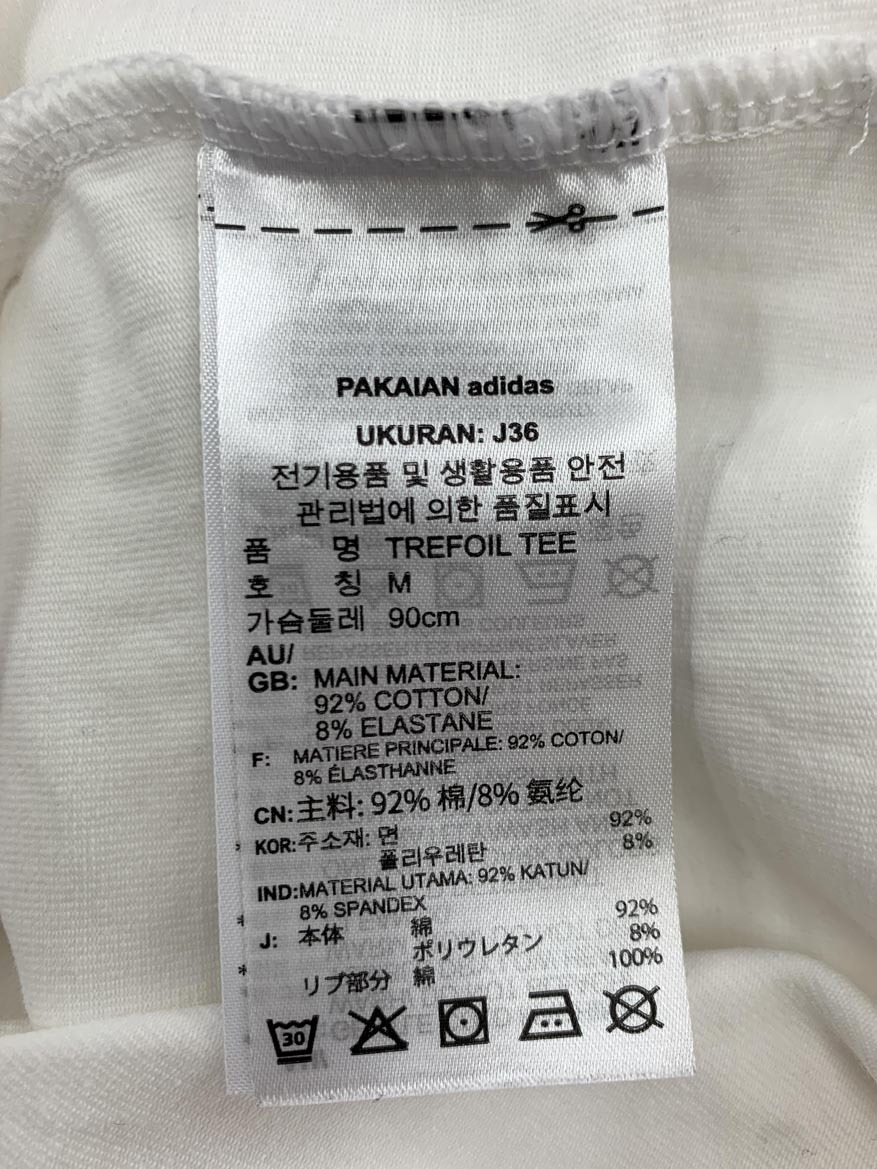 PAKAIAN adidas
UKURAN: J36
전기용품 및 생활용품 안전
관리법에 의한 품질표시
품 명 TREFOIL TEE
호 칭 M
가슴둘레 90cm
AU/
GB: MAIN MATERIAL:
92% COTTON/
8% ELASTANE
F: MATIERE PRINCIPALE: 92% COTON/
8% ÉLASTHANNE
CN: 主料: 92% 棉/8% 氨纶
KOR: 주소재: 면 92%
폴리우레탄 8%
IND: MATERIAL UTAMA: 92% KATUN/
8% SPANDEX
J: 本体 綿 92%
ポリウレタン 8%
リブ部分 綿 100%
30